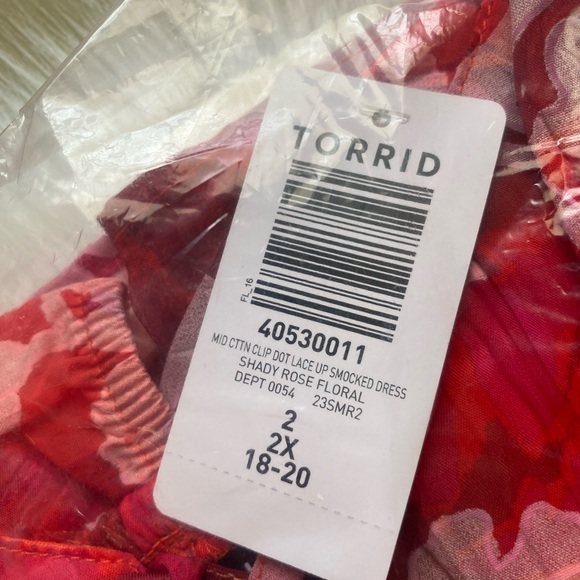 TORRID
FL_16
40530011
MID CTTN CLIP DOT LACE UP SMOCKED DRESS
SHADY ROSE FLORAL
DEPT 0054 23SMR2
2
2X
18-20